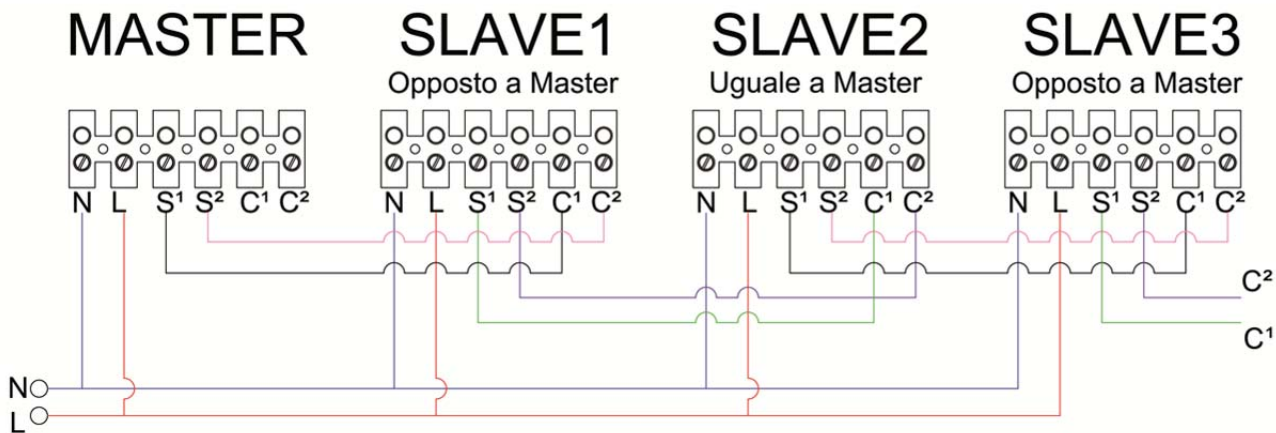 MASTER SLAVE1 SLAVE2 SLAVE3
Opposto a Master Uguale a Master Opposto a Master
N L S¹ S² C¹ C² N L S¹ S² C¹ C² N L S¹ S² C¹ C² N L S¹ S² C¹ C²
C²
C¹
N
L